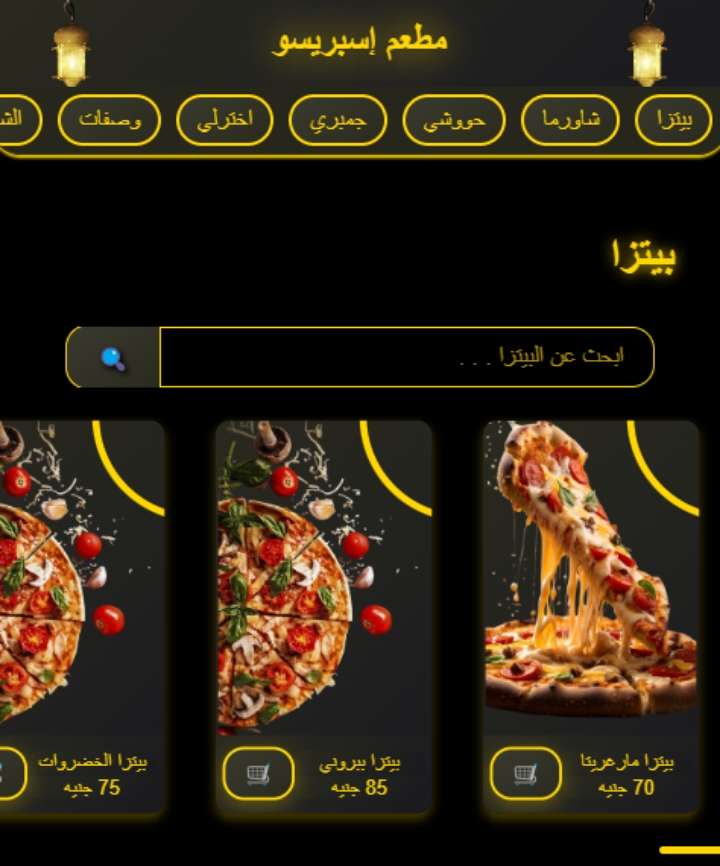 مطعم إسبريسو
بيتزا
شاورما
حووشي
جمبري
اخترلي
وصفات
بيتزا
ابحث عن البيتزا . . .
بيتزا مارغريتا
70 جنيه
بيتزا بيروني
85 جنيه
بيتزا الخضروات
75 جنيه